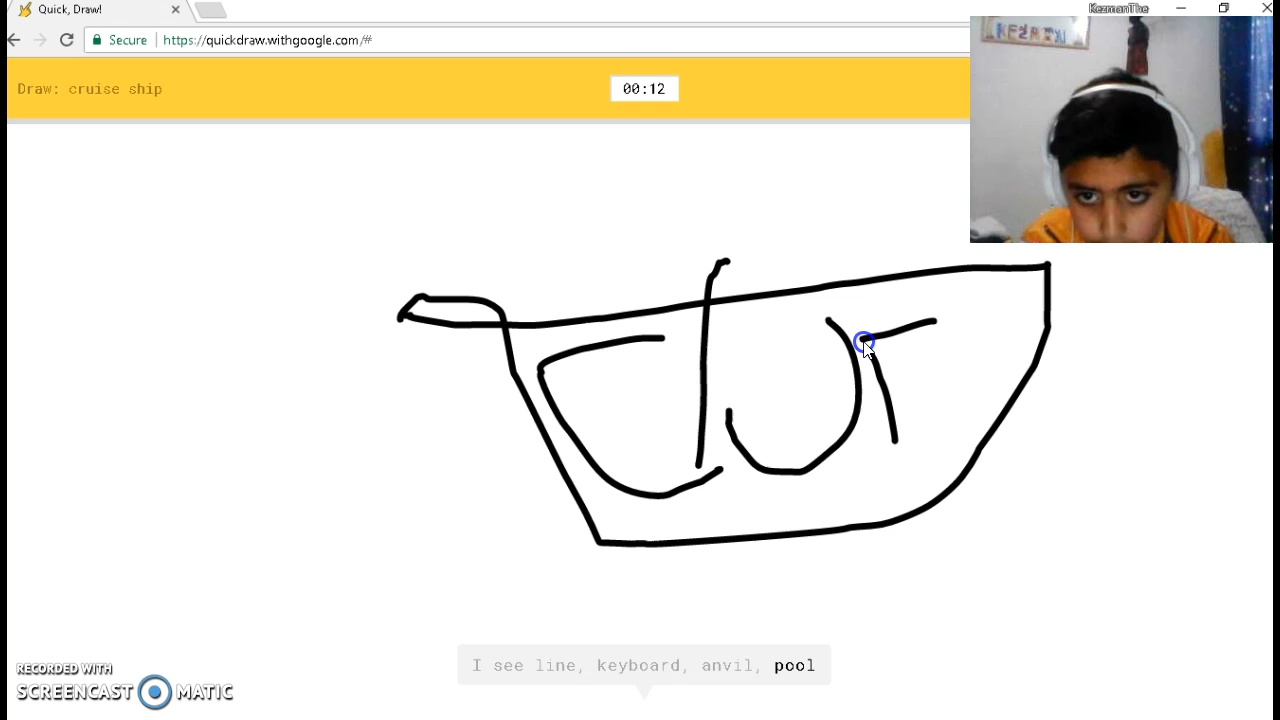 Quick, Draw!
KezmanThe
Secure
https://quickdraw.withgoogle.com/#
Draw: cruise ship
00:12
I see line, keyboard, anvil, pool
RECORDED WITH
SCREENCAST MATIC